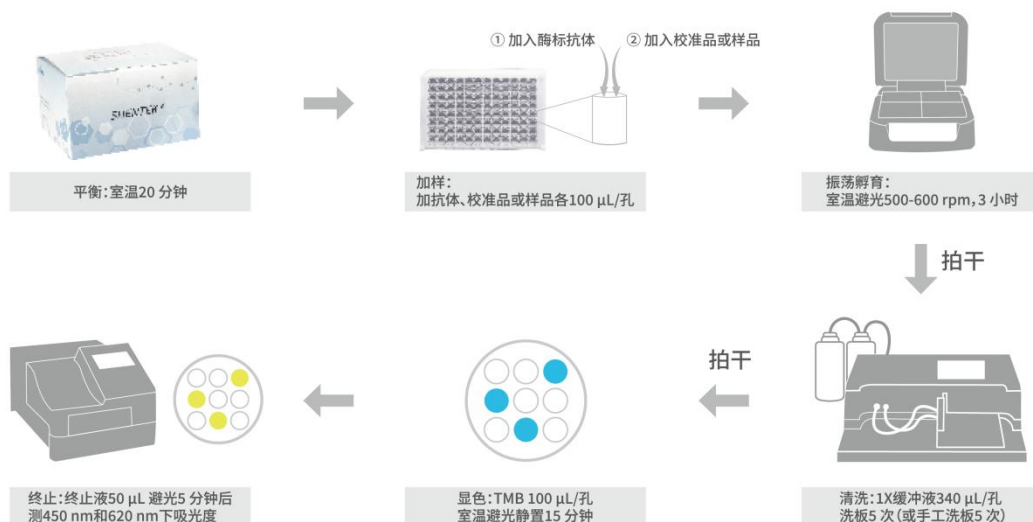 ① 加入酶标抗体
② 加入校准品或样品
平衡：室温20 分钟
加样：
加抗体、校准品或样品各100 μL/孔
振荡孵育：
室温避光500-600 rpm，3 小时
拍干
拍干
终止：终止液50 μL 避光5 分钟后
测450 nm和620 nm下吸光度
显色：TMB 100 μL/孔
室温避光静置15 分钟
清洗：1X缓冲液340 μL/孔
洗板5 次（或手工洗板5 次）